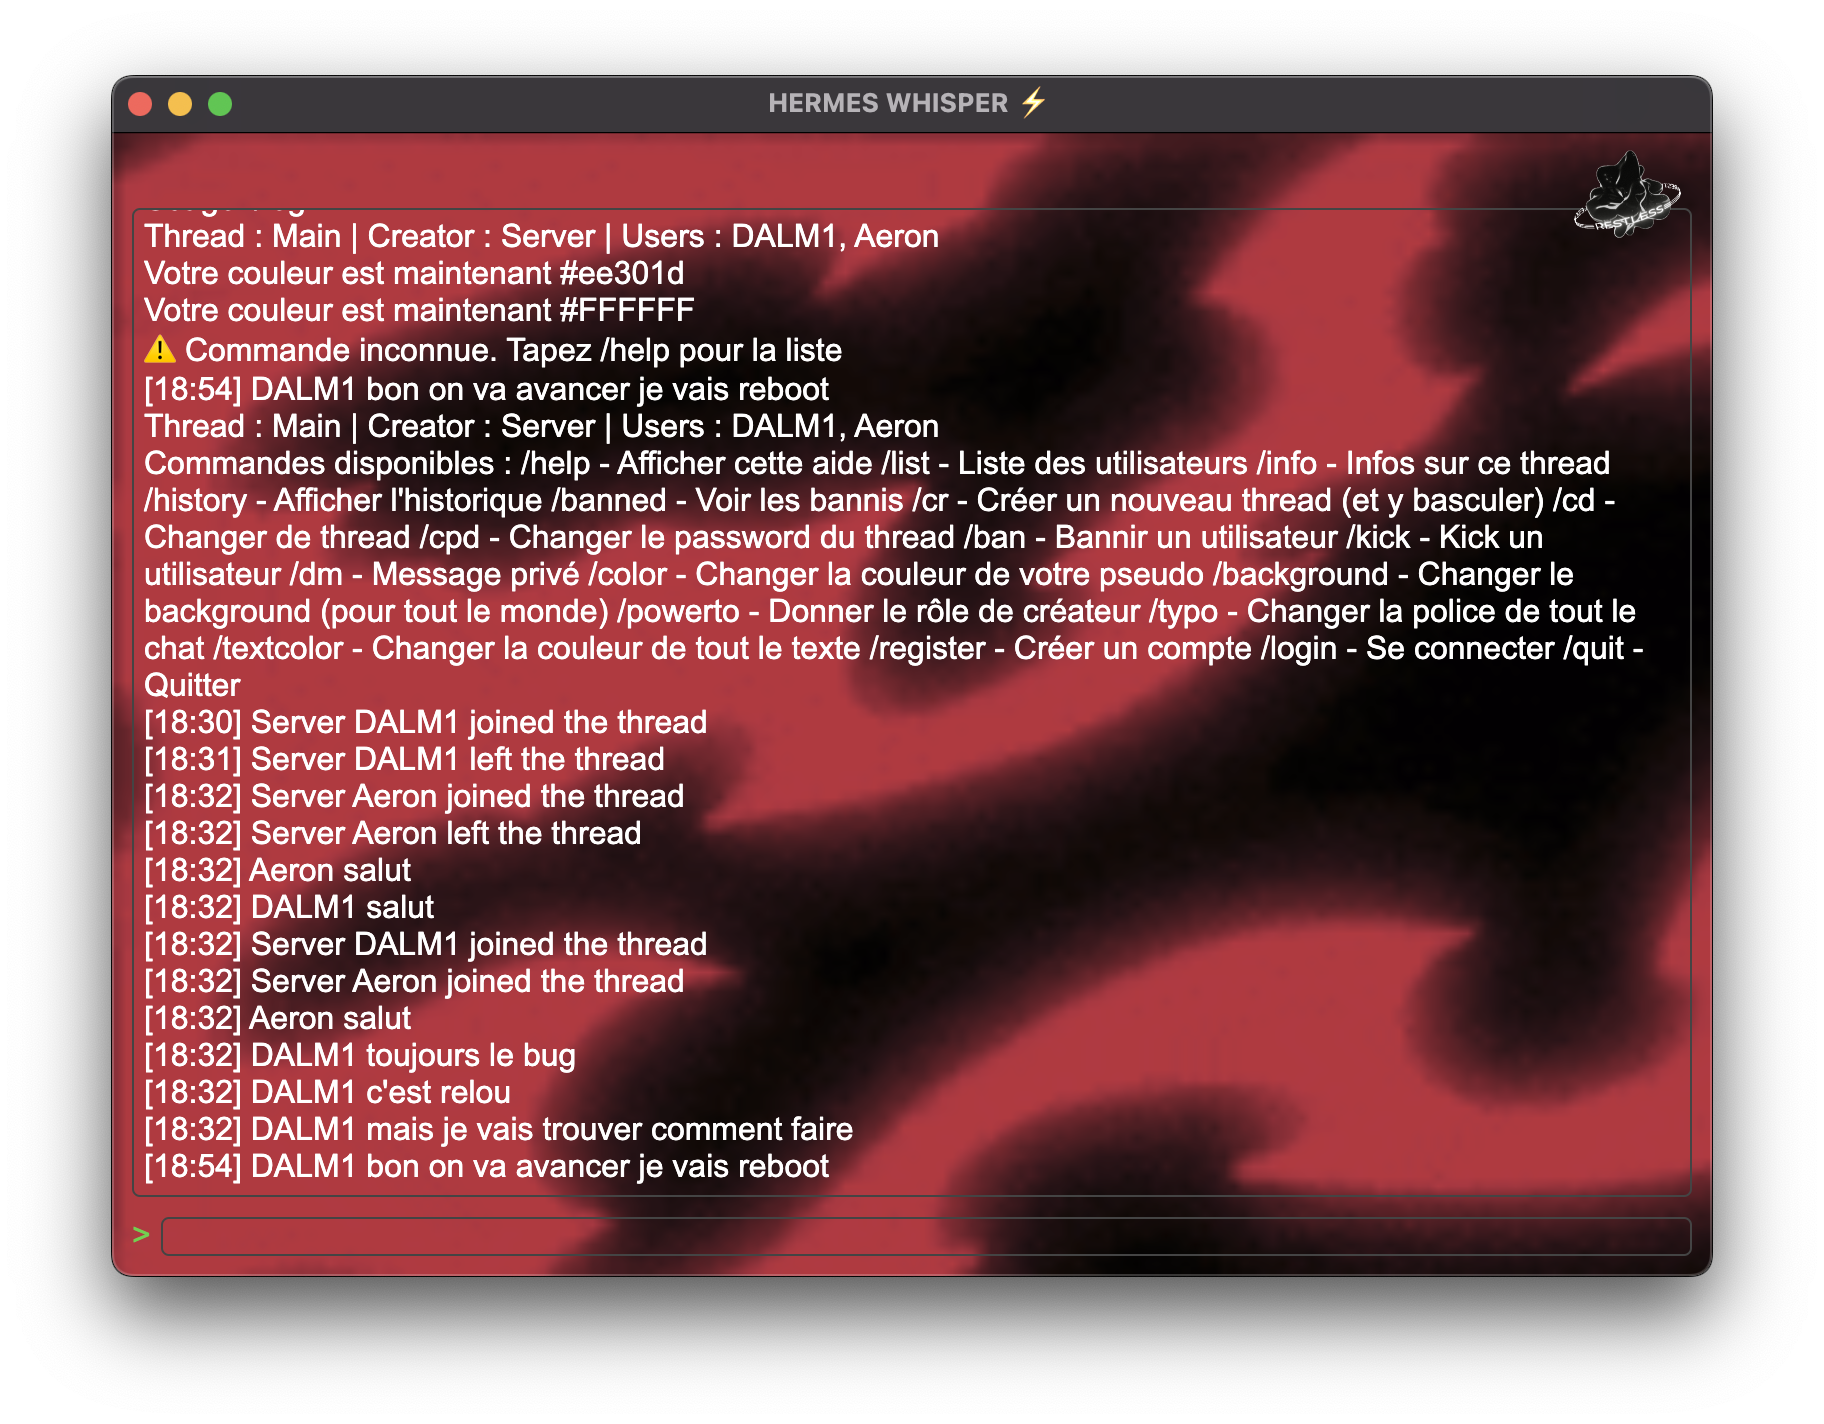 HERMES WHISPER ⚡
RESTLESS
Thread : Main | Creator : Server | Users : DALM1, Aeron
Votre couleur est maintenant #ee301d
Votre couleur est maintenant #FFFFFF
⚠️ Commande inconnue. Tapez /help pour la liste
[18:54] DALM1 bon on va avancer je vais reboot
Thread : Main | Creator : Server | Users : DALM1, Aeron
Commandes disponibles : /help - Afficher cette aide /list - Liste des utilisateurs /info - Infos sur ce thread
/history - Afficher l'historique /banned - Voir les bannis /cr - Créer un nouveau thread (et y basculer) /cd -
Changer de thread /cpd - Changer le password du thread /ban - Bannir un utilisateur /kick - Kick un
utilisateur /dm - Message privé /color - Changer la couleur de votre pseudo /background - Changer le
background (pour tout le monde) /powerto - Donner le rôle de créateur /typo - Changer la police de tout le
chat /textcolor - Changer la couleur de tout le texte /register - Créer un compte /login - Se connecter /quit -
Quitter
[18:30] Server DALM1 joined the thread
[18:31] Server DALM1 left the thread
[18:32] Server Aeron joined the thread
[18:32] Server Aeron left the thread
[18:32] Aeron salut
[18:32] DALM1 salut
[18:32] Server DALM1 joined the thread
[18:32] Server Aeron joined the thread
[18:32] Aeron salut
[18:32] DALM1 toujours le bug
[18:32] DALM1 c'est relou
[18:32] DALM1 mais je vais trouver comment faire
[18:54] DALM1 bon on va avancer je vais reboot
>